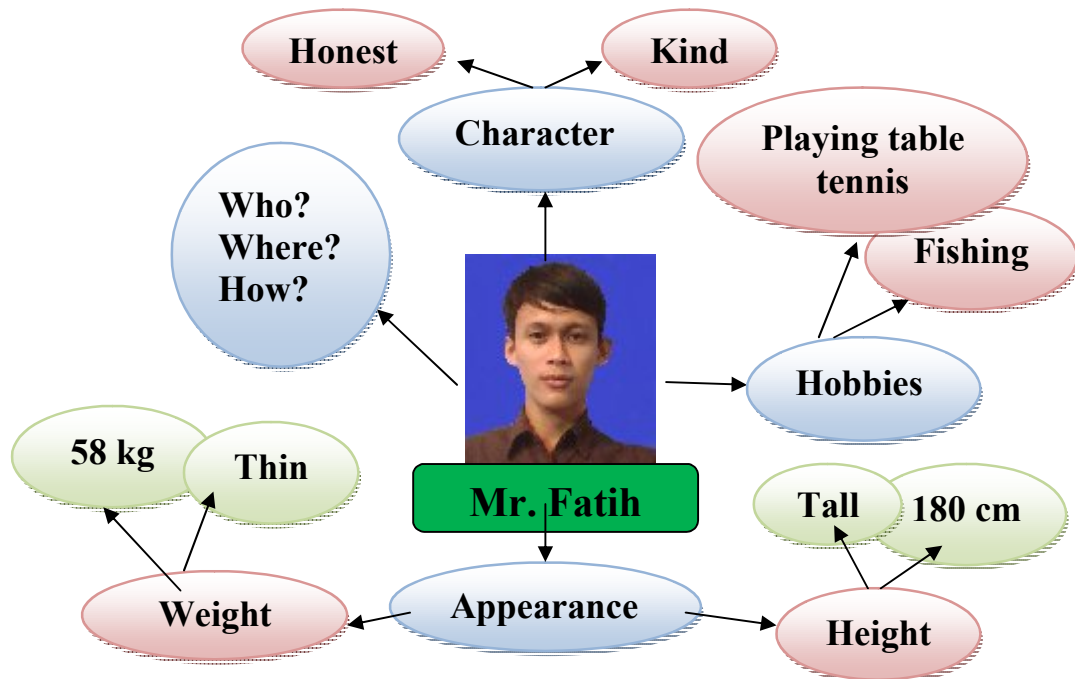 Honest
Kind
Character
Playing table
tennis
Who?
Where?
How?
Fishing
Hobbies
58 kg
Thin
Mr. Fatih
Tall
180 cm
Weight
Appearance
Height